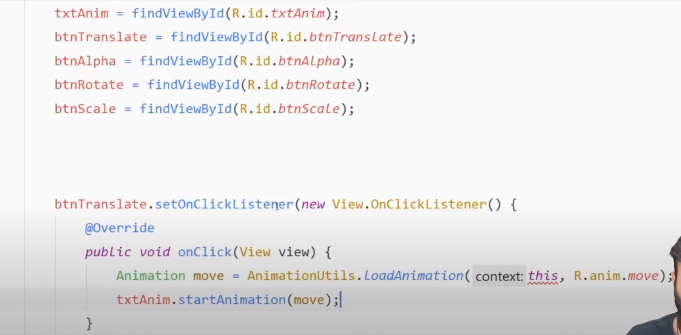 txtAnim = findViewById(R.id.txtAnim);
btnTranslate = findViewById(R.id.btnTranslate);
btnAlpha = findViewById(R.id.btnAlpha);
btnRotate = findViewById(R.id.btnRotate);
btnScale = findViewById(R.id.btnScale);
btnTranslate.setOnClickListener(new View.OnClickListener() {
@Override
public void onClick(View view) {
Animation move = AnimationUtils.loadAnimation( context: this, R.anim.move);
txtAnim.startAnimation(move);
}